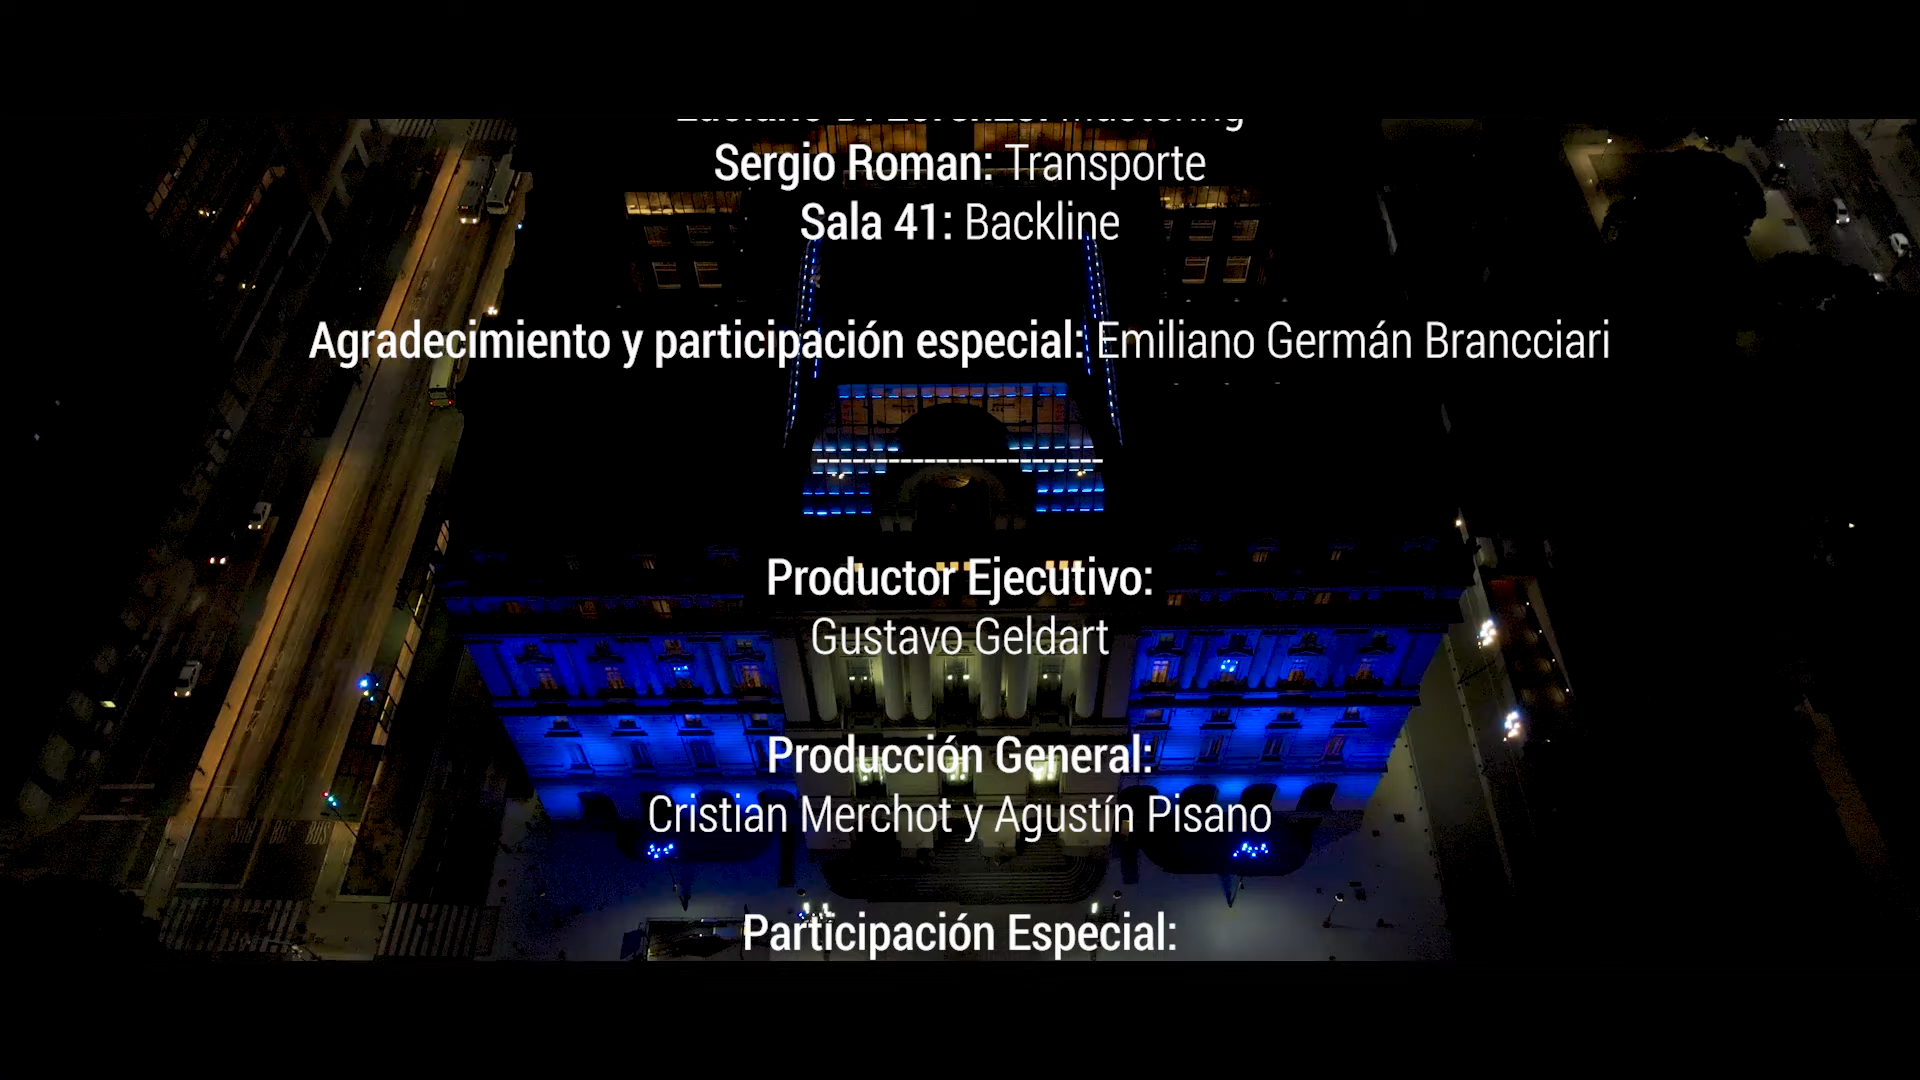 Sergio Roman: Transporte
Sala 41: Backline
Agradecimiento y participación especial: Emiliano Germán Brancciari
------------------------
Productor Ejecutivo:
Gustavo Geldart
Producción General:
Cristian Merchot y Agustín Pisano
Participación Especial: